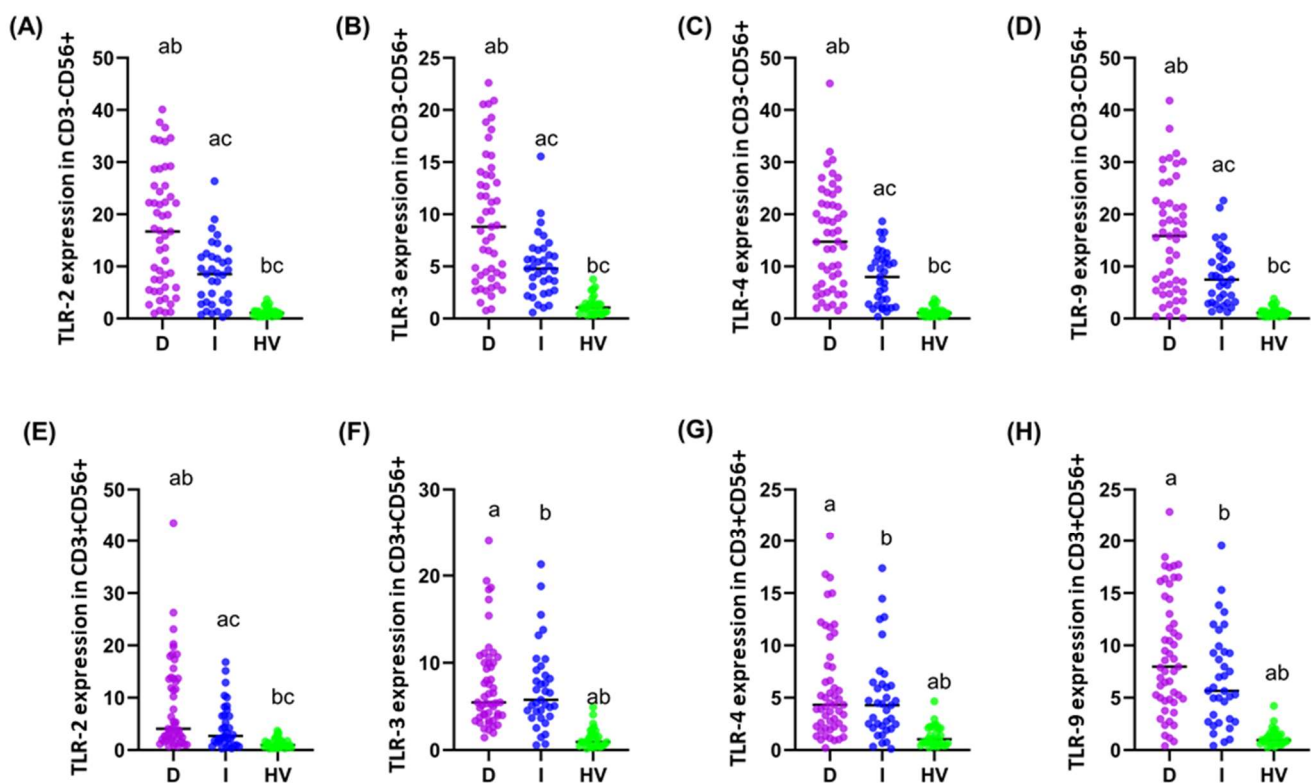 (A)
TLR-2 expression in CD3-CD56+
50
40
30
20
10
0
ab
ac
bc
D I HV
(B)
TLR-3 expression in CD3-CD56+
25
20
15
10
5
0
ab
ac
bc
D I HV
(C)
TLR-4 expression in CD3-CD56+
50
40
30
20
10
0
ab
ac
bc
D I HV
(D)
TLR-9 expression in CD3-CD56+
50
40
30
20
10
0
ab
ac
bc
D I HV
(E)
TLR-2 expression in CD3+CD56+
50
40
30
20
10
0
ab
ac
bc
D I HV
(F)
TLR-3 expression in CD3+CD56+
30
20
10
0
a
b
ab
D I HV
(G)
TLR-4 expression in CD3+CD56+
25
20
15
10
5
0
a
b
ab
D I HV
(H)
TLR-9 expression in CD3+CD56+
25
20
15
10
5
0
a
b
ab
D I HV